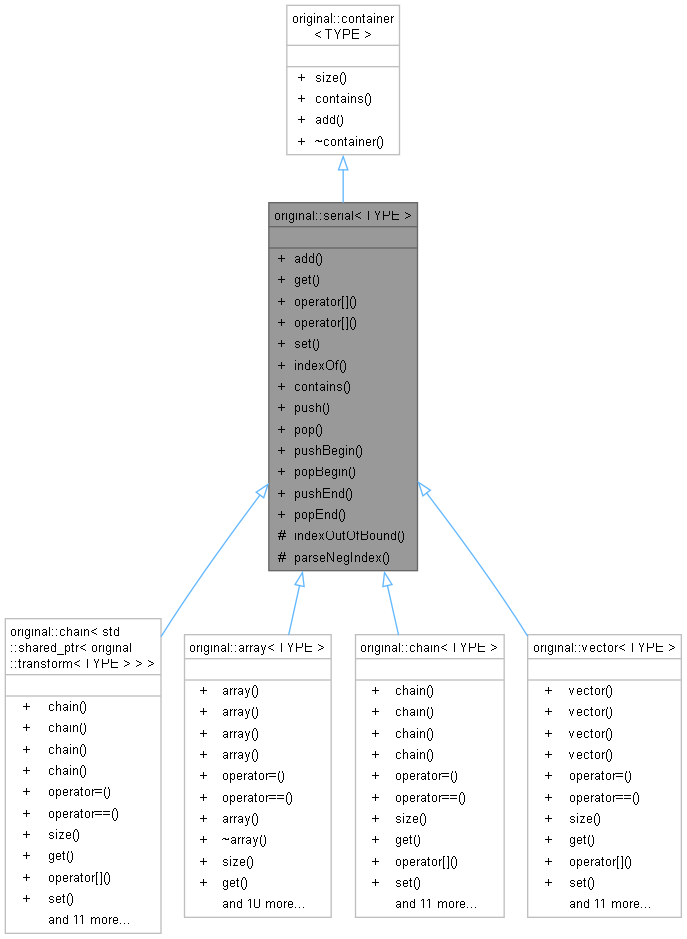 original::container
< TYPE >
+ size()
+ contains()
+ add()
+ ~container()
original::serial< TYPE >
+ add()
+ get()
+ operator[]()
+ operator[]()
+ set()
+ indexOf()
+ contains()
+ push()
+ pop()
+ pushBegin()
+ popBegin()
+ pushEnd()
+ popEnd()
# indexOutOfBound()
# parseNegIndex()
original::chain< std
::shared_ptr< original
::transform< TYPE > > >
+ chain()
+ chain()
+ chain()
+ chain()
+ operator=()
+ operator==()
+ size()
+ get()
+ operator[]()
+ set()
and 11 more...
original::array< TYPE >
+ array()
+ array()
+ array()
+ array()
+ operator=()
+ operator==()
+ array()
+ ~array()
+ size()
+ get()
and 10 more...
original::chain< TYPE >
+ chain()
+ chain()
+ chain()
+ chain()
+ operator=()
+ operator==()
+ size()
+ get()
+ operator[]()
+ set()
and 11 more...
original::vector< TYPE >
+ vector()
+ vector()
+ vector()
+ vector()
+ operator=()
+ operator==()
+ size()
+ get()
+ operator[]()
+ set()
and 11 more...